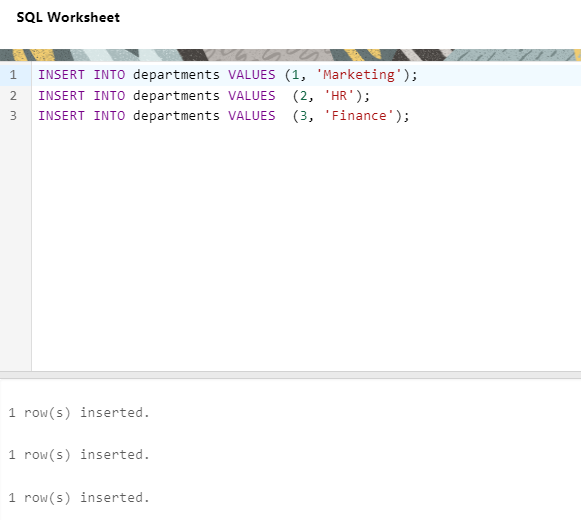 SQL Worksheet
1 INSERT INTO departments VALUES (1, 'Marketing');
2 INSERT INTO departments VALUES  (2, 'HR');
3 INSERT INTO departments VALUES  (3, 'Finance');
1 row(s) inserted.
1 row(s) inserted.
1 row(s) inserted.